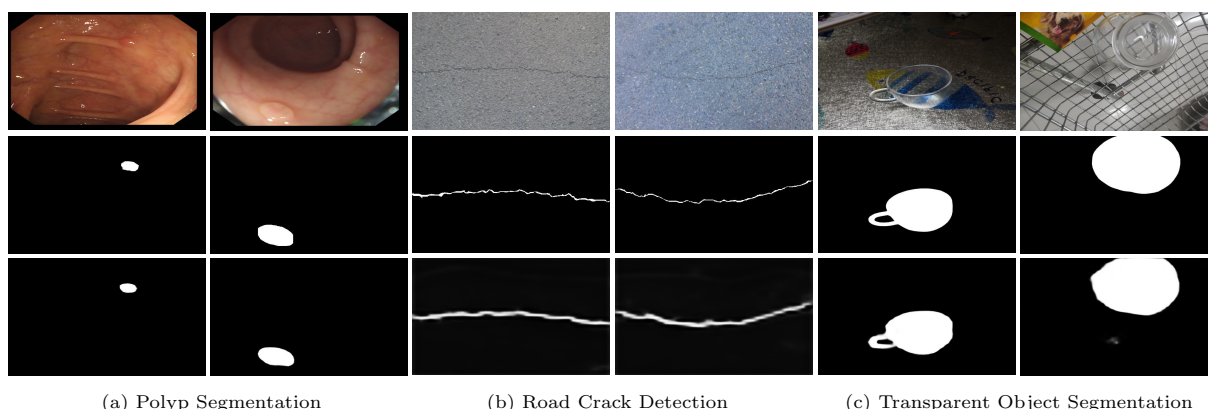 (a) Polyp Segmentation
(b) Road Crack Detection
(c) Transparent Object Segmentation